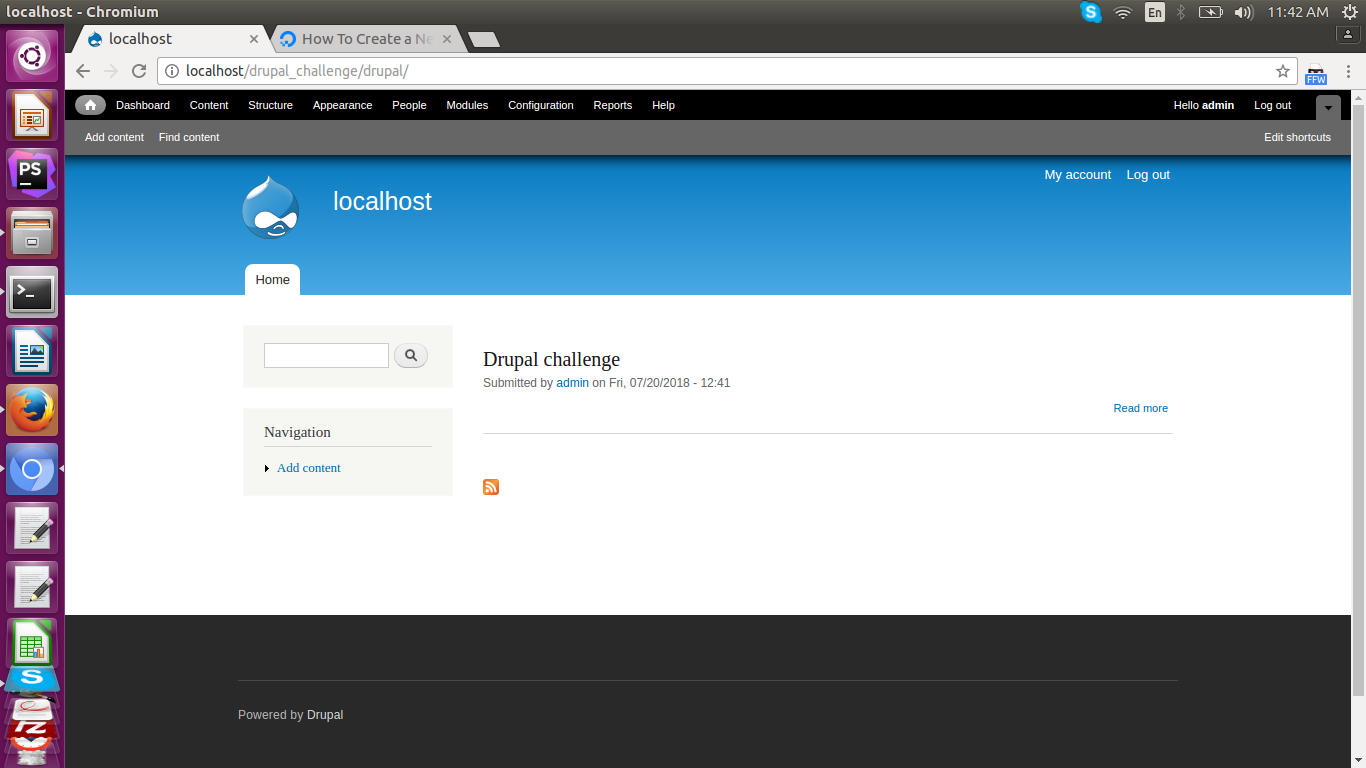 localhost - Chromium
En
11:42 AM
localhost
How To Create a Ne
localhost/drupal_challenge/drupal/
FFW
Dashboard Content Structure Appearance People Modules Configuration Reports Help
Hello admin Log out
Add content Find content
Edit shortcuts
My account Log out
localhost
Home
Drupal challenge
Submitted by admin on Fri, 07/20/2018 - 12:41
Read more
Navigation
Add content
Powered by Drupal
PS
S
FZ